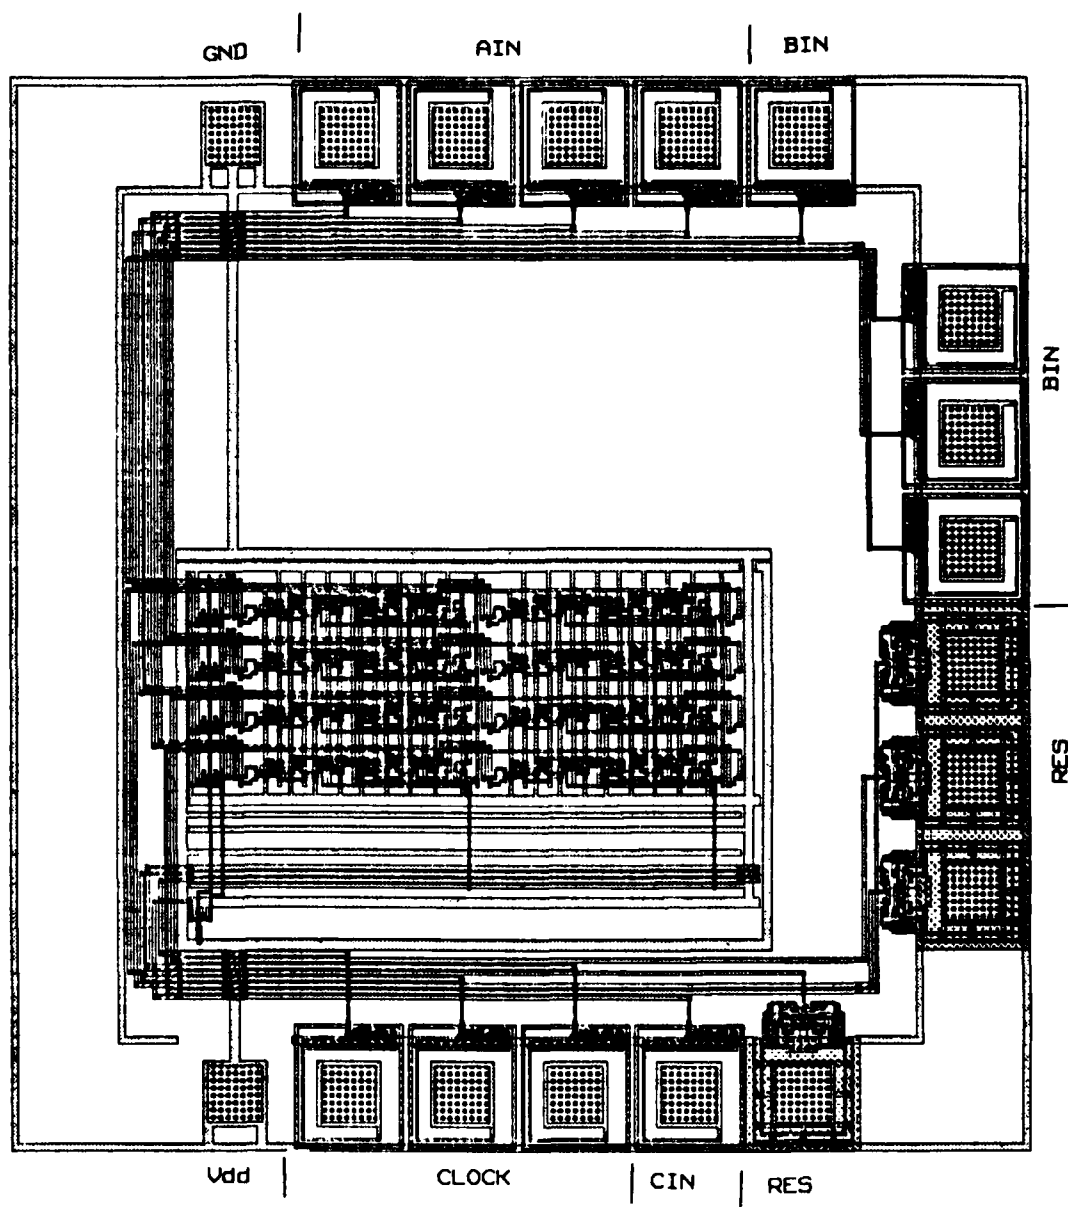 GND
AIN
BIN
BIN
RES
Vdd
CLOCK
CIN
RES